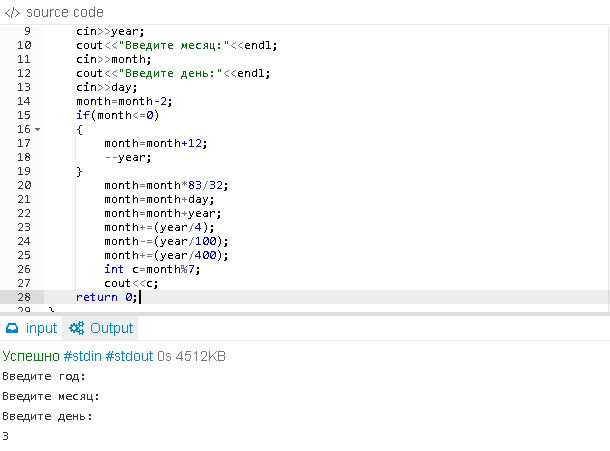 </> source code
9 cin>>year;
10 cout<<"Введите месяц:"<<endl;
11 cin>>month;
12 cout<<"Введите день:"<<endl;
13 cin>>day;
14 month=month-2;
15 if(month<=0)
16 {
17 month=month+12;
18 --year;
19 }
20 month=month*83/32;
21 month=month+day;
22 month=month+year;
23 month+=(year/4);
24 month-=(year/100);
25 month+=(year/400);
26 int c=month%7;
27 cout<<c;
28 return 0;
29 }
input Output
Успешно #stdin #stdout 0s 4512KB
Введите год:
Введите месяц:
Введите день:
3